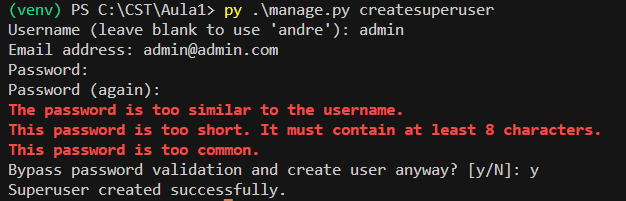 (venv) PS C:\CST\Aula1> py .\manage.py createsuperuser
Username (leave blank to use 'andre'): admin
Email address: admin@admin.com
Password:
Password (again):
The password is too similar to the username.
This password is too short. It must contain at least 8 characters.
This password is too common.
Bypass password validation and create user anyway? [y/N]: y
Superuser created successfully.